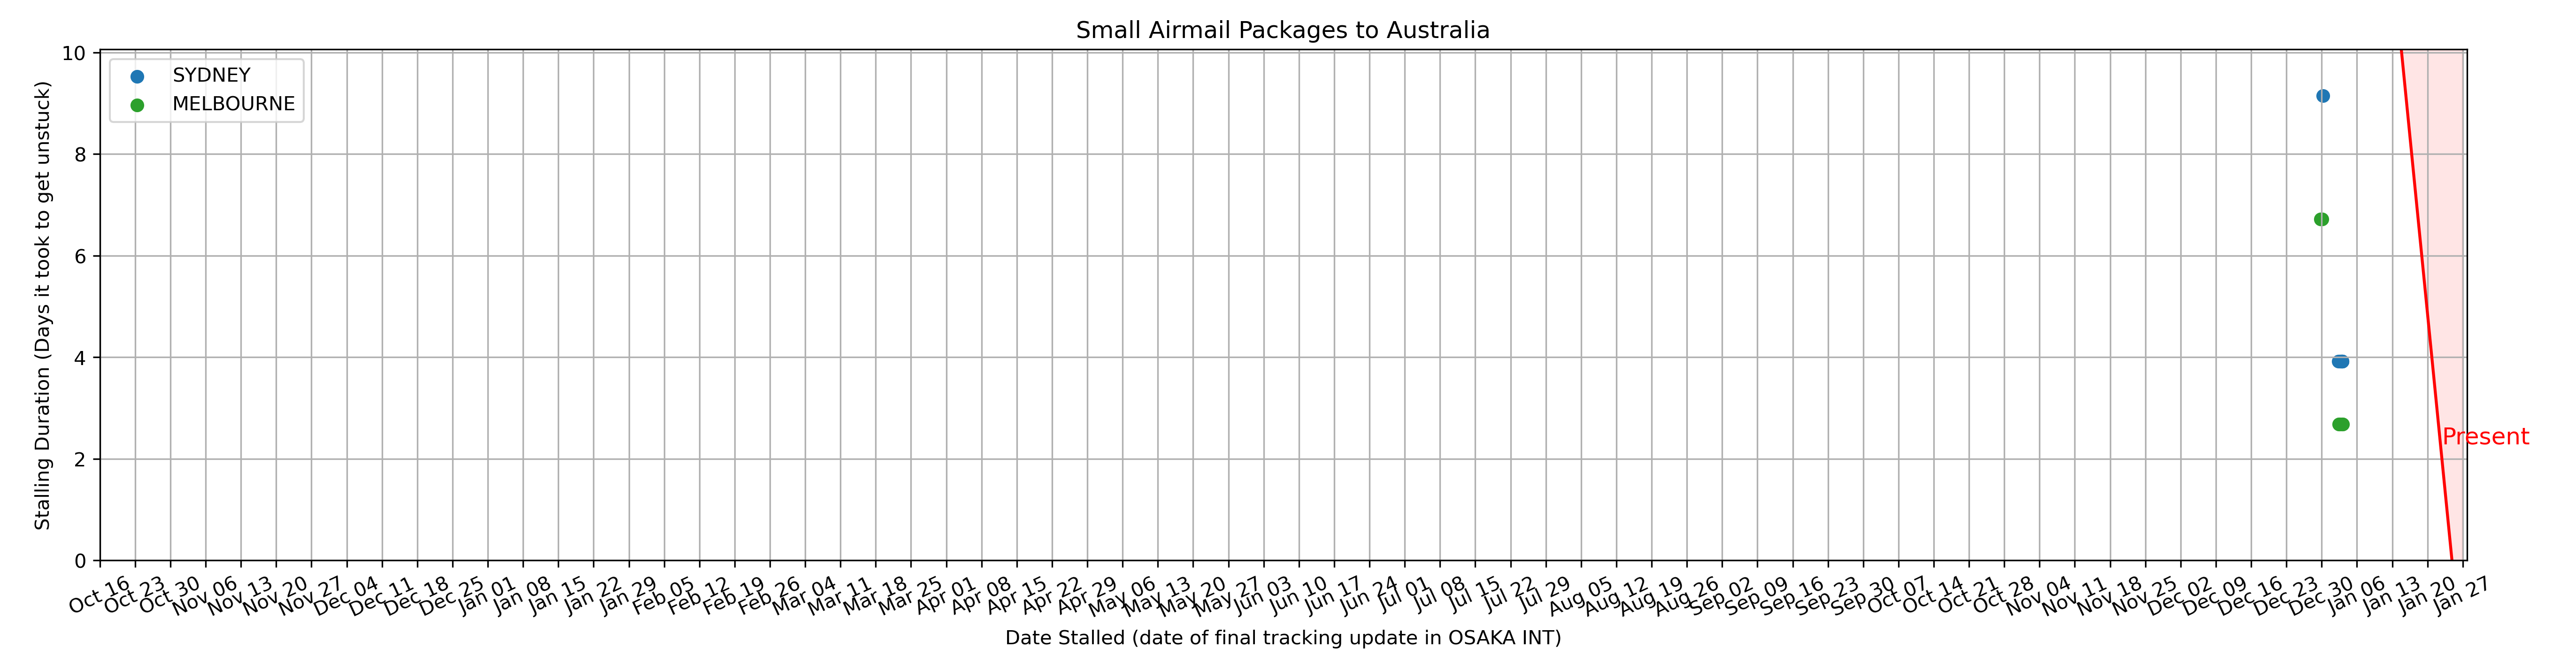 Small Airmail Packages to Australia
Stalling Duration (Days it took to get unstuck)
10
8
6
4
2
0
SYDNEY
MELBOURNE
Present
Oct 16
Oct 23
Oct 30
Nov 06
Nov 13
Nov 20
Nov 27
Dec 04
Dec 11
Dec 18
Dec 25
Jan 01
Jan 08
Jan 15
Jan 22
Jan 29
Feb 05
Feb 12
Feb 19
Feb 26
Mar 04
Mar 11
Mar 18
Mar 25
Apr 01
Apr 08
Apr 15
Apr 22
Apr 29
May 06
May 13
May 20
May 27
Jun 03
Jun 10
Jun 17
Jun 24
Jul 01
Jul 08
Jul 15
Jul 22
Jul 29
Aug 05
Aug 12
Aug 19
Aug 26
Sep 02
Sep 09
Sep 16
Sep 23
Sep 30
Oct 07
Oct 14
Oct 21
Oct 28
Nov 04
Nov 11
Nov 18
Nov 25
Dec 02
Dec 09
Dec 16
Dec 23
Dec 30
Jan 06
Jan 13
Jan 20
Jan 27
Date Stalled (date of final tracking update in OSAKA INT)